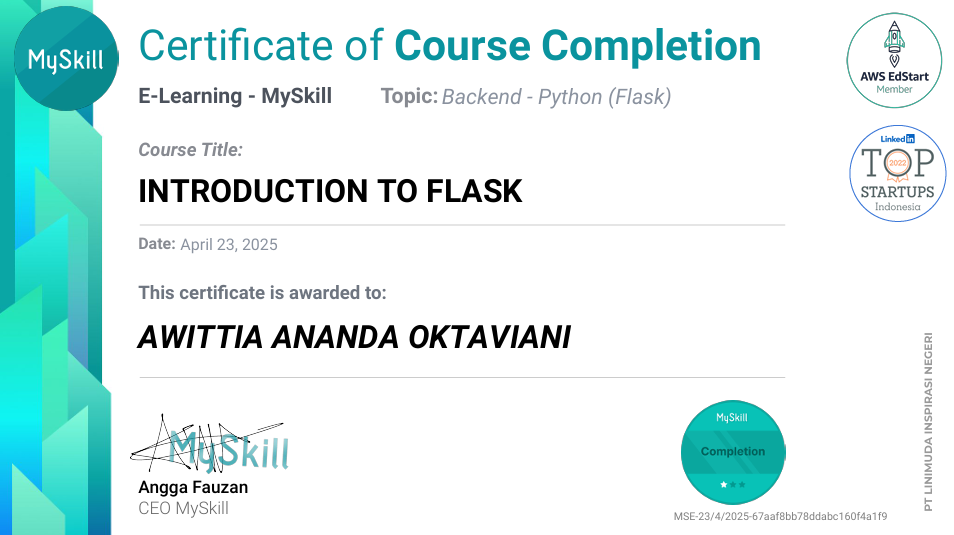 MySkill
Certificate of Course Completion
E-Learning - MySkill
Topic: Backend - Python (Flask)
Course Title:
INTRODUCTION TO FLASK
Date: April 23, 2025
This certificate is awarded to:
AWITTIA ANANDA OKTAVIANI
MySkill
Angga Fauzan
CEO MySkill
AWS EdStart
Member
LinkedIn
2022
TOP
STARTUPS
Indonesia
PT LINIMUDA INSPIRASI NEGERI
MySkill
Completion
MSE-23/4/2025-67aaf8bb78ddabc160f4a1f9